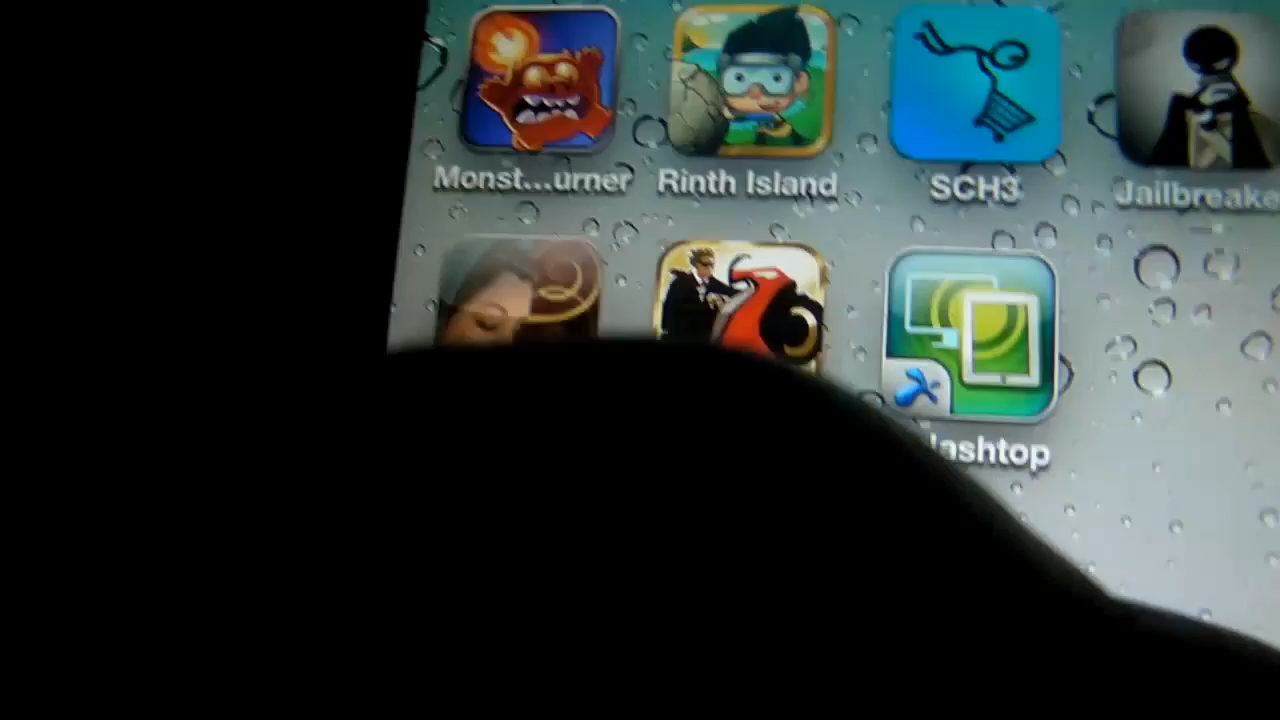 Monst...urner
Rinth Island
SCH3
Jailbreake
lashtop